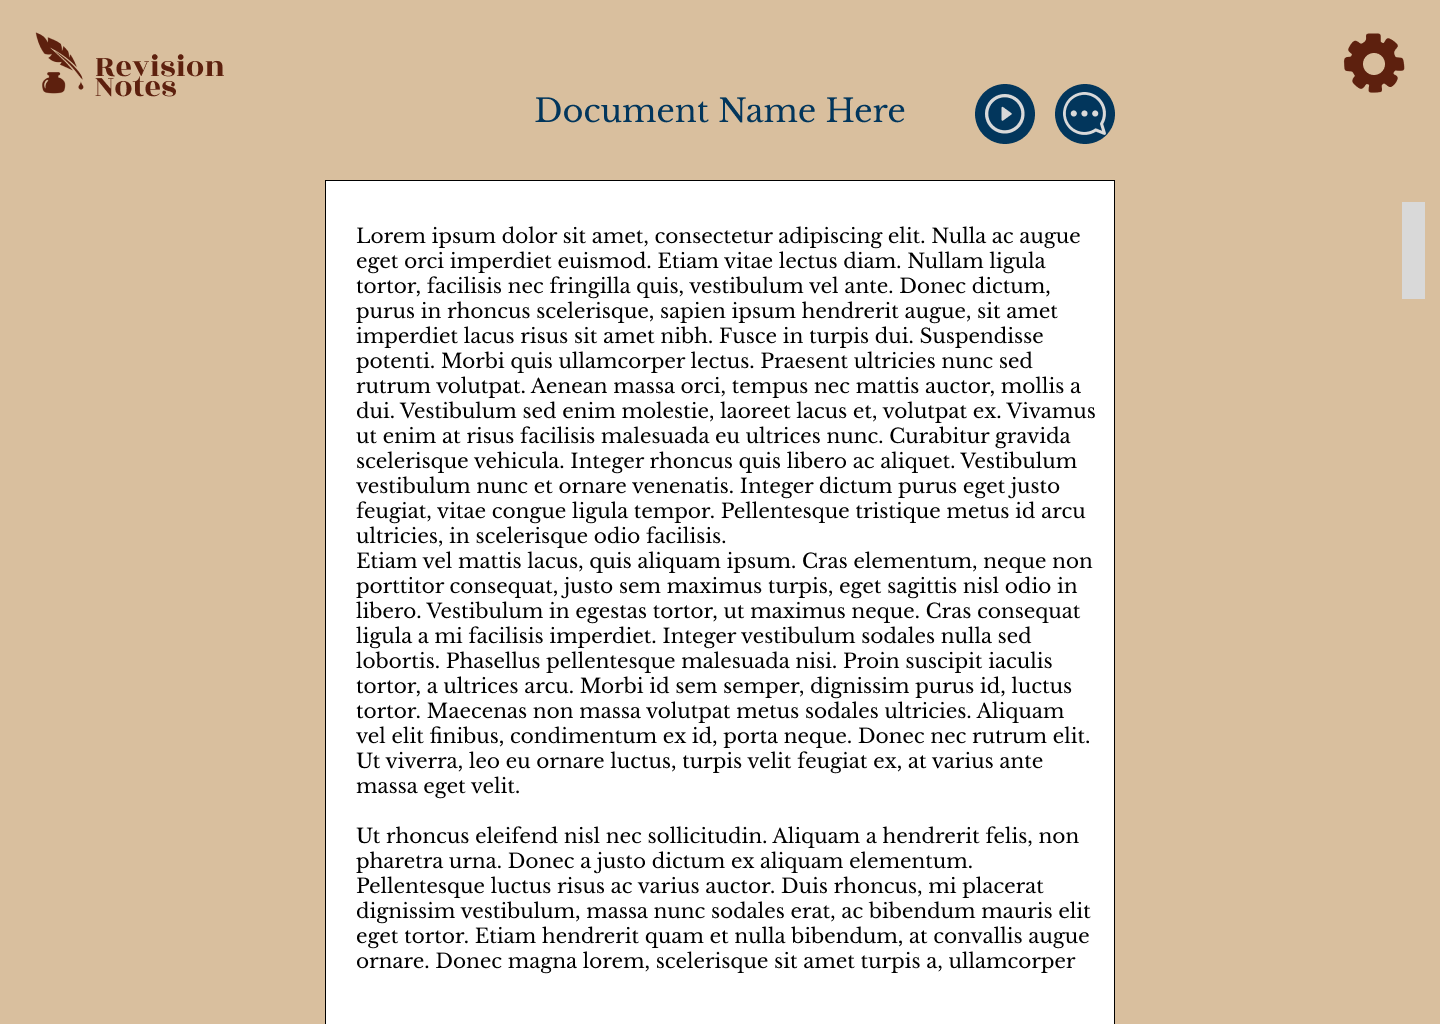 Revision
Notes
Document Name Here
Lorem ipsum dolor sit amet, consectetur adipiscing elit. Nulla ac augue
eget orci imperdiet euismod. Etiam vitae lectus diam. Nullam ligula
tortor, facilisis nec fringilla quis, vestibulum vel ante. Donec dictum,
purus in rhoncus scelerisque, sapien ipsum hendrerit augue, sit amet
imperdiet lacus risus sit amet nibh. Fusce in turpis dui. Suspendisse
potenti. Morbi quis ullamcorper lectus. Praesent ultricies nunc sed
rutrum volutpat. Aenean massa orci, tempus nec mattis auctor, mollis a
dui. Vestibulum sed enim molestie, laoreet lacus et, volutpat ex. Vivamus
ut enim at risus facilisis malesuada eu ultrices nunc. Curabitur gravida
scelerisque vehicula. Integer rhoncus quis libero ac aliquet. Vestibulum
vestibulum nunc et ornare venenatis. Integer dictum purus eget justo
feugiat, vitae congue ligula tempor. Pellentesque tristique metus id arcu
ultricies, in scelerisque odio facilisis.
Etiam vel mattis lacus, quis aliquam ipsum. Cras elementum, neque non
porttitor consequat, justo sem maximus turpis, eget sagittis nisl odio in
libero. Vestibulum in egestas tortor, ut maximus neque. Cras consequat
ligula a mi facilisis imperdiet. Integer vestibulum sodales nulla sed
lobortis. Phasellus pellentesque malesuada nisi. Proin suscipit iaculis
tortor, a ultrices arcu. Morbi id sem semper, dignissim purus id, luctus
tortor. Maecenas non massa volutpat metus sodales ultricies. Aliquam
vel elit finibus, condimentum ex id, porta neque. Donec nec rutrum elit.
Ut viverra, leo eu ornare luctus, turpis velit feugiat ex, at varius ante
massa eget velit.
Ut rhoncus eleifend nisl nec sollicitudin. Aliquam a hendrerit felis, non
pharetra urna. Donec a justo dictum ex aliquam elementum.
Pellentesque luctus risus ac varius auctor. Duis rhoncus, mi placerat
dignissim vestibulum, massa nunc sodales erat, ac bibendum mauris elit
eget tortor. Etiam hendrerit quam et nulla bibendum, at convallis augue
ornare. Donec magna lorem, scelerisque sit amet turpis a, ullamcorper